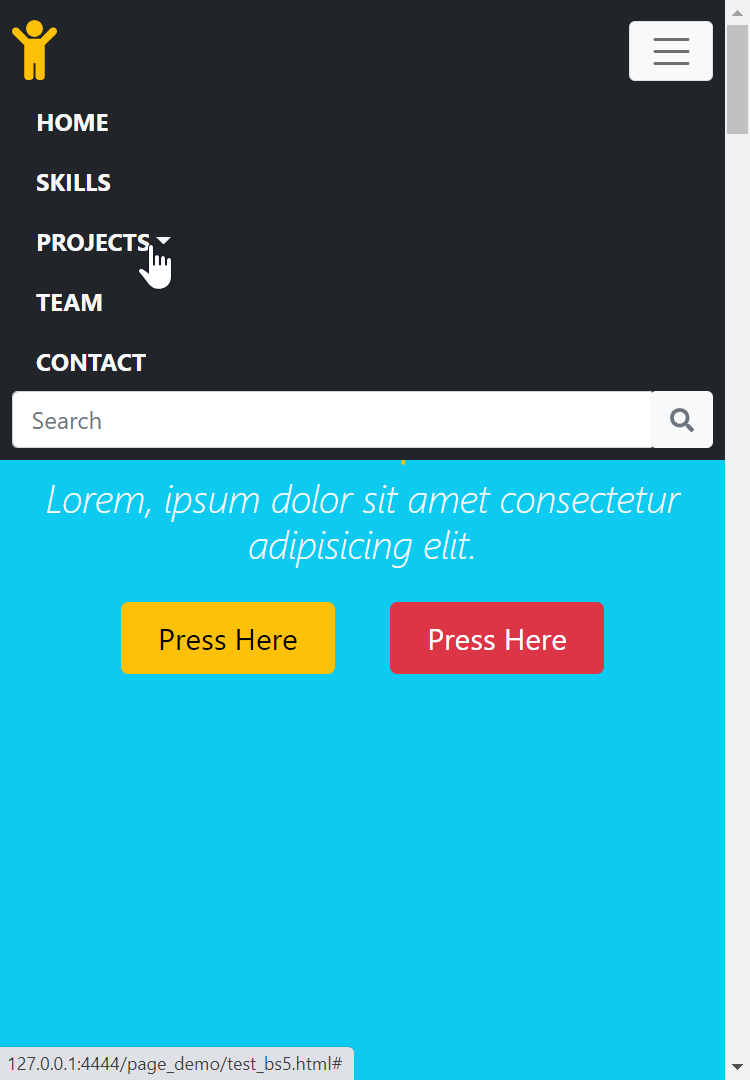 HOME
SKILLS
PROJECTS
TEAM
CONTACT
Search
Lorem, ipsum dolor sit amet consectetur
adipisicing elit.
Press Here
Press Here
127.0.0.1:4444/page_demo/test_bs5.html#